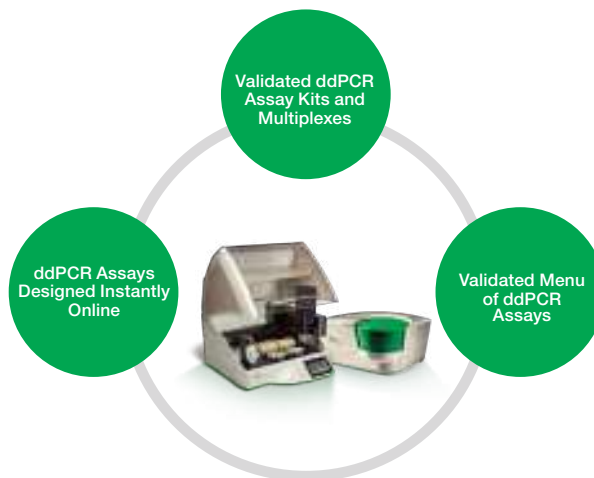 Validated ddPCR
Assay Kits and
Multiplexes
ddPCR Assays
Designed Instantly
Online
Validated Menu
of ddPCR
Assays